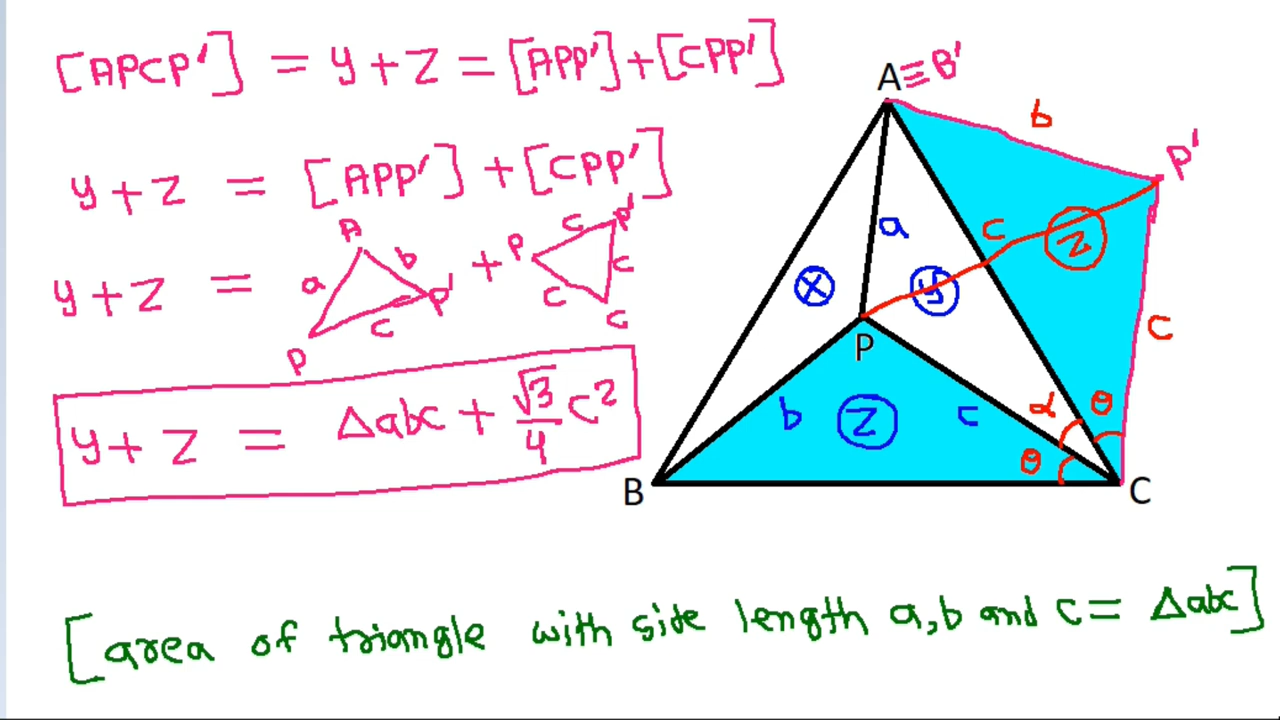 [APCP'] = y + z = [APP'] + [CPP']
y + z = [APP'] + [CPP']
y + z =
A
a
b
P
c
P'
+
P
c
P'
c
c
C
y + z = Δabc + √3/4 c²
A ≡ B'
b
P'
a
c
z
x
y
P
c
b
z
c
α
θ
θ
B
C
[area of triangle with side length a, b and c = Δabc]